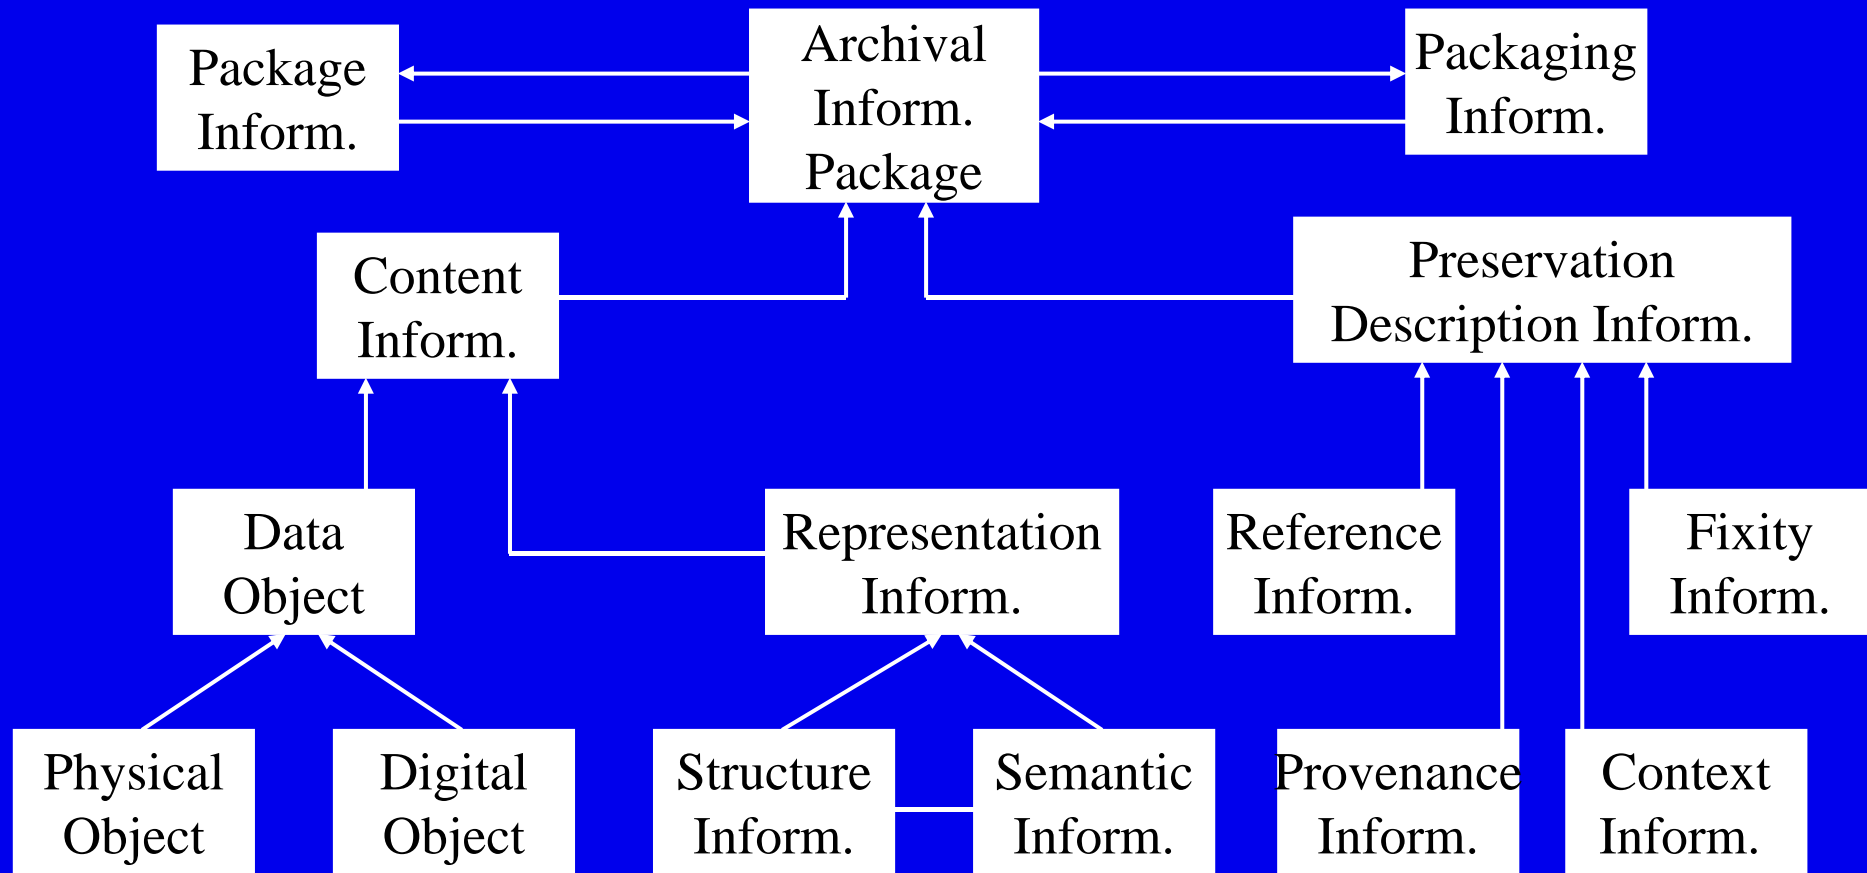 Package
Inform.
Archival
Inform.
Package
Packaging
Inform.
Content
Inform.
Preservation
Description Inform.
Data
Object
Representation
Inform.
Reference
Inform.
Fixity
Inform.
Physical
Object
Digital
Object
Structure
Inform.
Semantic
Inform.
Provenance
Inform.
Context
Inform.